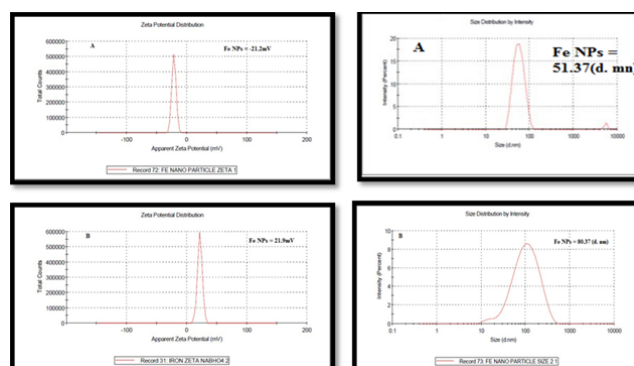 Zeta Potential Distribution
A
Fe NPs = -21.2mV
Total Counts
600000
500000
400000
300000
200000
100000
0
-100
0
100
200
Apparent Zeta Potential (mV)
Record 72: FE NANO PARTICLE ZETA 1
Size Distribution by Intensity
A
Fe NPs =
51.37(d. mn)
Intensity (Percent)
20
15
10
5
0
0.1
1
10
100
1000
10000
Size (d.nm)
Zeta Potential Distribution
B
Fe NPs = 21.9mV
Total Counts
600000
500000
400000
300000
200000
100000
0
-100
0
100
200
Apparent Zeta Potential (mV)
Record 31: IRON ZETA NABHO4 2
Size Distribution by Intensity
B
Fe NPs = 80.37 (d. nm)
Intensity (Percent)
10
8
6
4
2
0
0.1
1
10
100
1000
10000
Size (d.nm)
Record 73: FE NANO PARTICLE SIZE 2.1